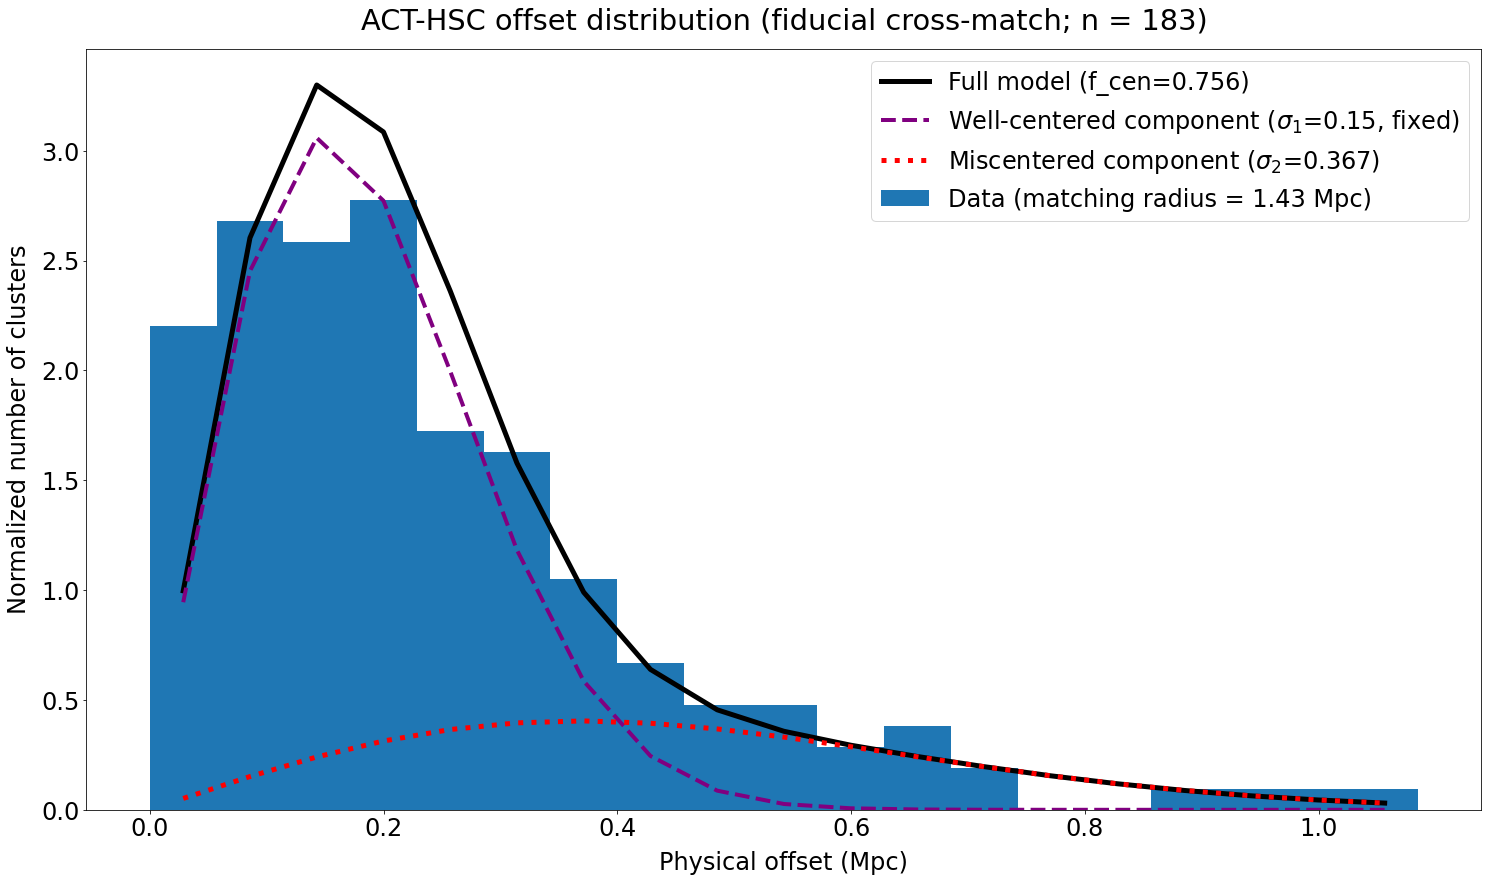 ACT-HSC offset distribution (fiducial cross-match; n = 183)
Full model (f_cen=0.756)
Well-centered component (σ₁=0.15, fixed)
Miscentered component (σ₂=0.367)
Data (matching radius = 1.43 Mpc)
Normalized number of clusters
3.0
2.5
2.0
1.5
1.0
0.5
0.0
0.0 0.2 0.4 0.6 0.8 1.0
Physical offset (Mpc)